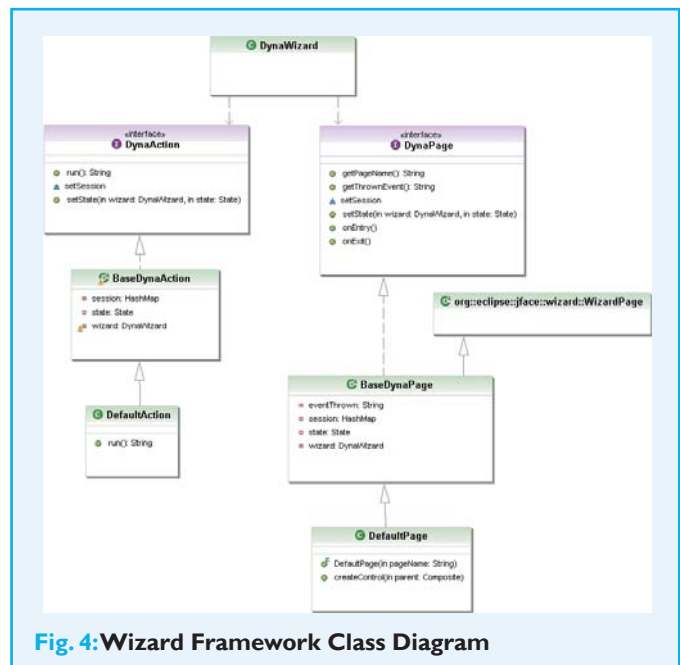 DynaWizard
«interface»
DynaAction
run(): String
setSession
setState(in wizard: DynaWizard, in state: State)
«interface»
DynaPage
getPageName(): String
getThrownEvent(): String
setSession
setState(in wizard: DynaWizard, in state: State)
onEntry()
onExit()
BaseDynaAction
session: HashMap
state: State
wizard: DynaWizard
org::eclipse::jface::wizard::WizardPage
DefaultAction
run(): String
BaseDynaPage
eventThrown: String
session: HashMap
state: State
wizard: DynaWizard
DefaultPage
DefaultPage(in pageName: String)
createControl(in parent: Composite)
Fig. 4: Wizard Framework Class Diagram